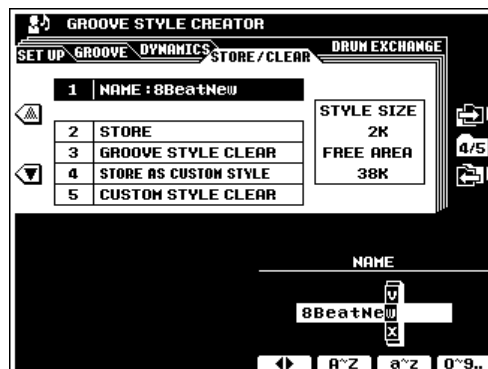 GROOVE STYLE CREATOR
SET UP GROOVE DYNAMICS STORE/CLEAR DRUM EXCHANGE
1 NAME:8BeatNew
2 STORE
3 GROOVE STYLE CLEAR
4 STORE AS CUSTOM STYLE
5 CUSTOM STYLE CLEAR
STYLE SIZE
2K
FREE AREA
38K
4/5
NAME
v
8BeatNew
x
A~Z a~z 0~9..